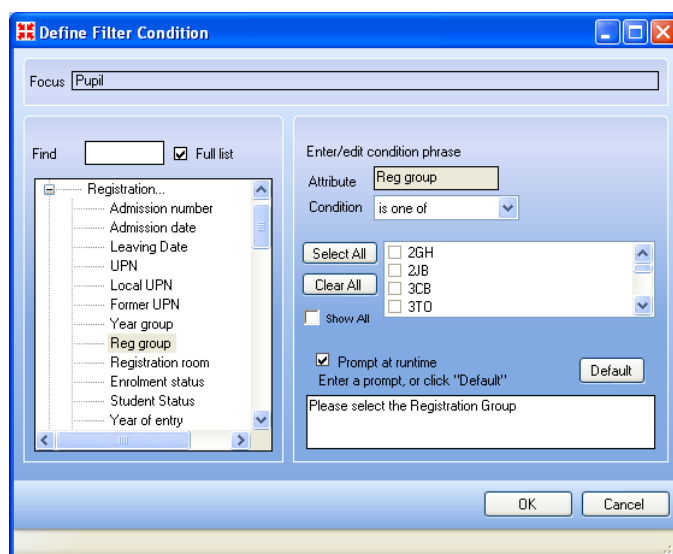 Define Filter Condition
Focus Pupil
Find Full list
Registration...
Admission number
Admission date
Leaving Date
UPN
Local UPN
Former UPN
Year group
Reg group
Registration room
Enrolment status
Student Status
Year of entry
Enter/edit condition phrase
Attribute Reg group
Condition is one of
Select All
Clear All
Show All
2GH
2JB
3CB
3TO
Prompt at runtime
Enter a prompt, or click "Default"
Default
Please select the Registration Group
OK Cancel